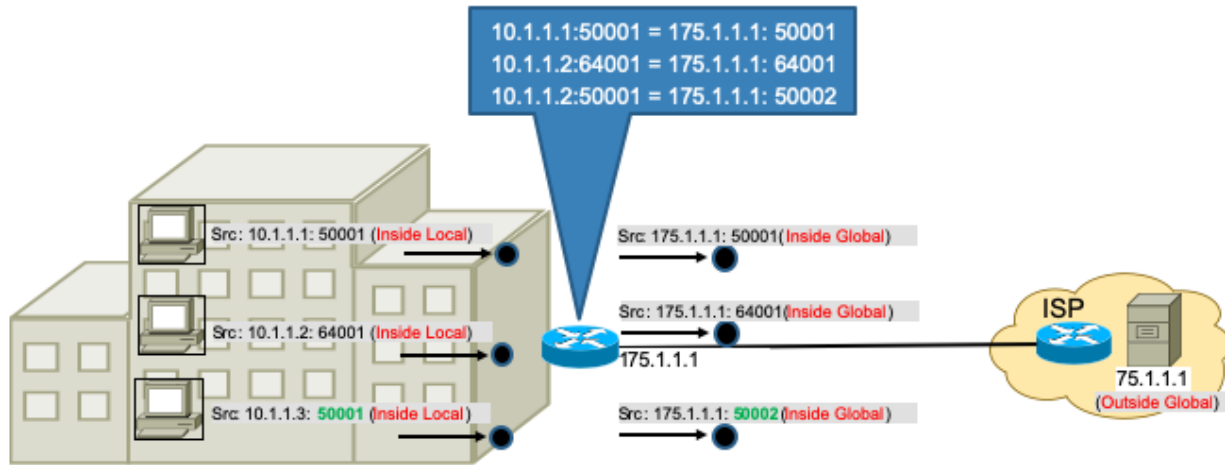 10.1.1.1:50001 = 175.1.1.1: 50001
10.1.1.2:64001 = 175.1.1.1: 64001
10.1.1.2:50001 = 175.1.1.1: 50002
Src: 10.1.1.1: 50001 (Inside Local)
Src: 175.1.1.1: 50001(Inside Global)
Src: 10.1.1.2: 64001 (Inside Local)
Src: 175.1.1.1: 64001(Inside Global)
ISP
175.1.1.1
75.1.1.1
(Outside Global)
Src: 10.1.1.3: 50001 (Inside Local)
Src: 175.1.1.1: 50002(Inside Global)